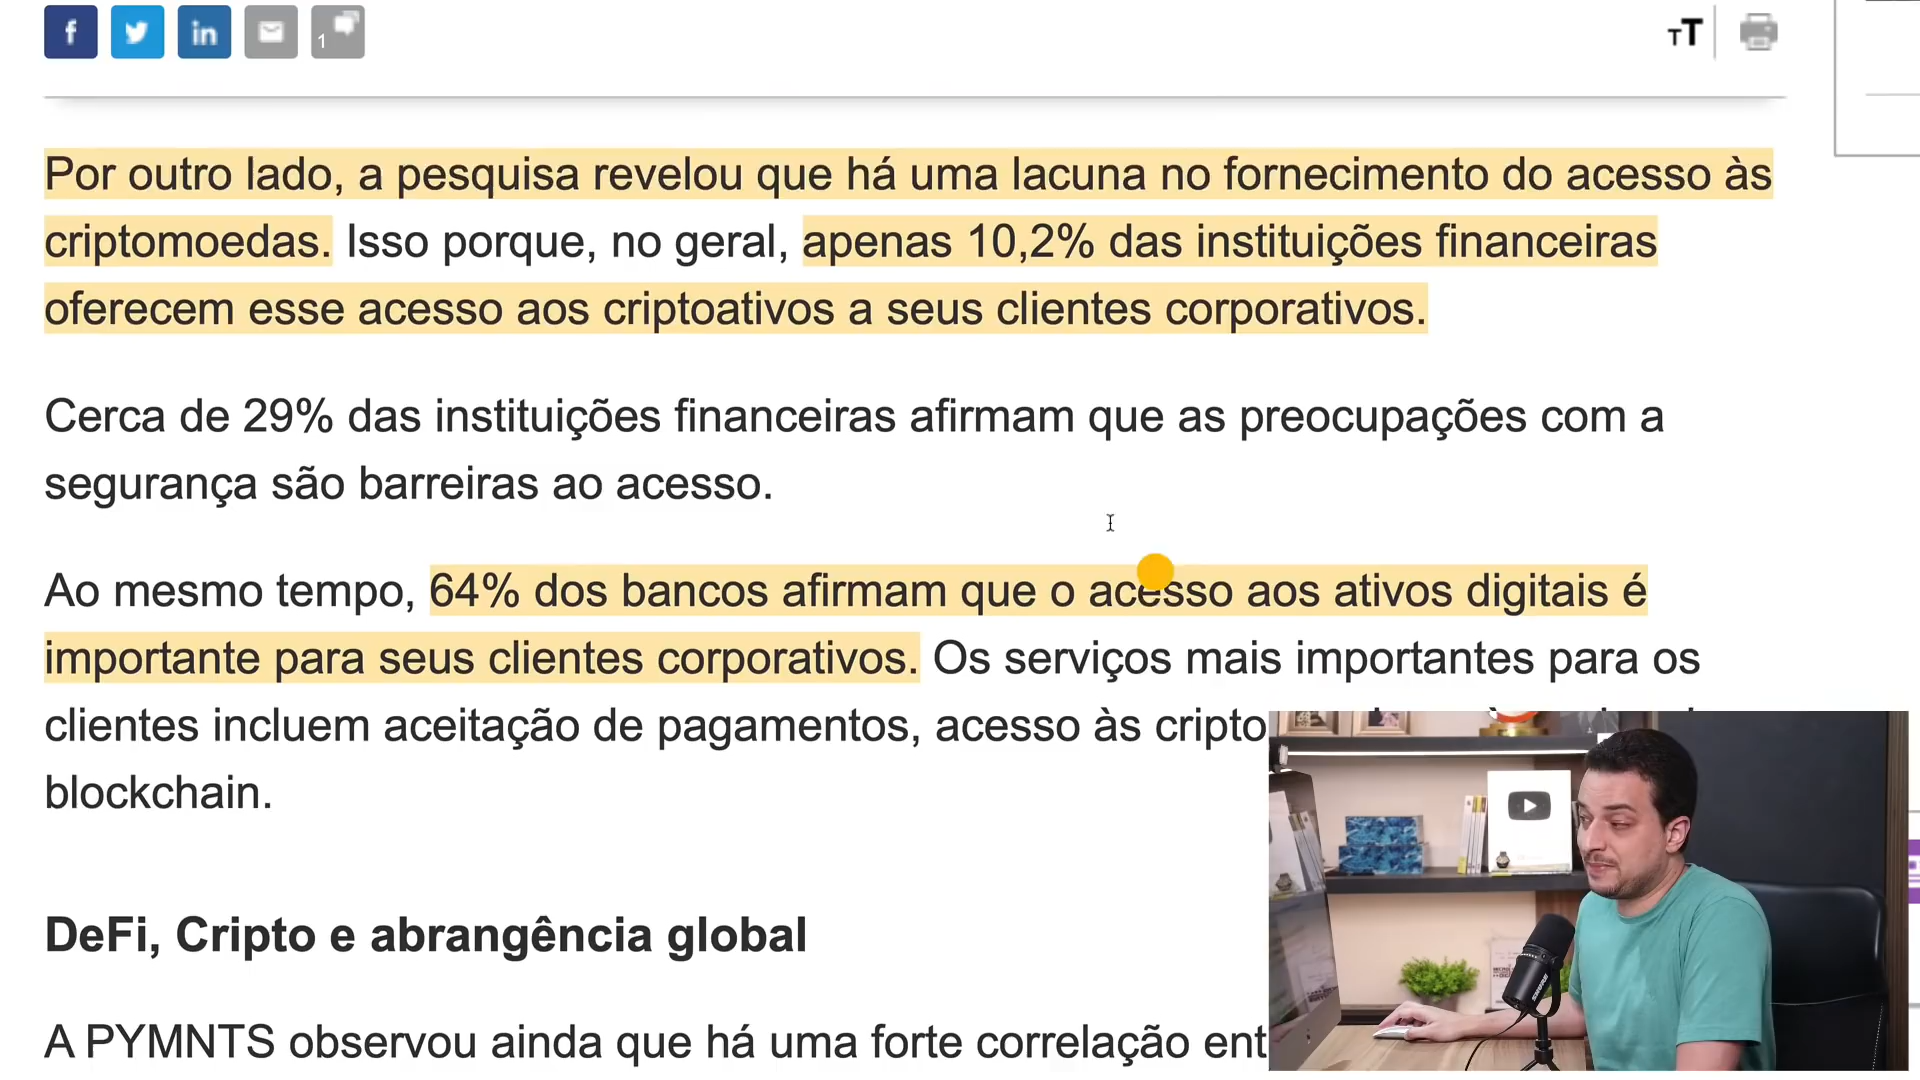 1
TT
Por outro lado, a pesquisa revelou que há uma lacuna no fornecimento do acesso às
criptomoedas. Isso porque, no geral, apenas 10,2% das instituições financeiras
oferecem esse acesso aos criptoativos a seus clientes corporativos.
Cerca de 29% das instituições financeiras afirmam que as preocupações com a
segurança são barreiras ao acesso.
Ao mesmo tempo, 64% dos bancos afirmam que o acesso aos ativos digitais é
importante para seus clientes corporativos. Os serviços mais importantes para os
clientes incluem aceitação de pagamentos, acesso às cripto
blockchain.
DeFi, Cripto e abrangência global
A PYMNTS observou ainda que há uma forte correlação ent